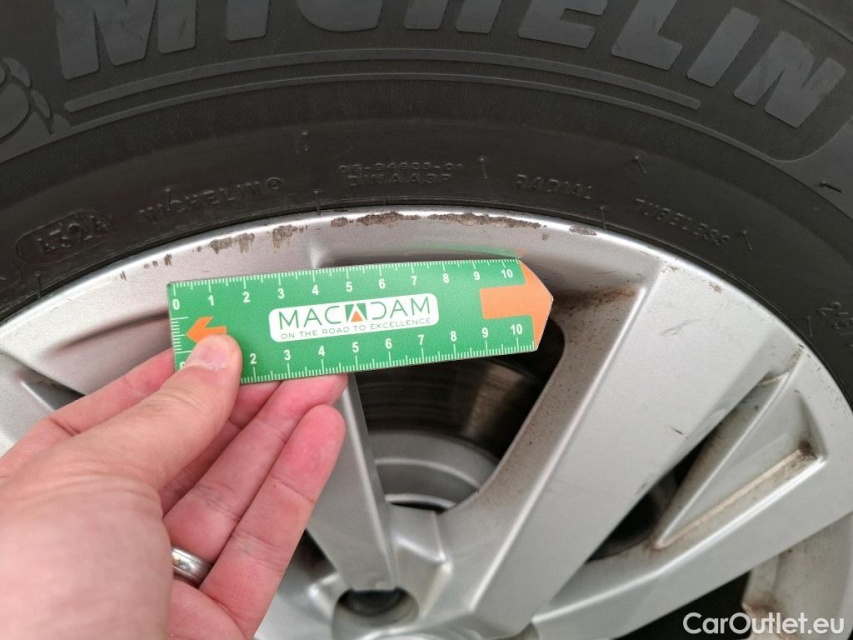 MICHELIN
MICHELIN®
RADIAL
TUBELESS
0 1 2 3 4 5 6 7 8 9 10
MACADAM
ON THE ROAD TO EXCELLENCE
2 3 4 5 6 7 8 9 10
CarOutlet.eu